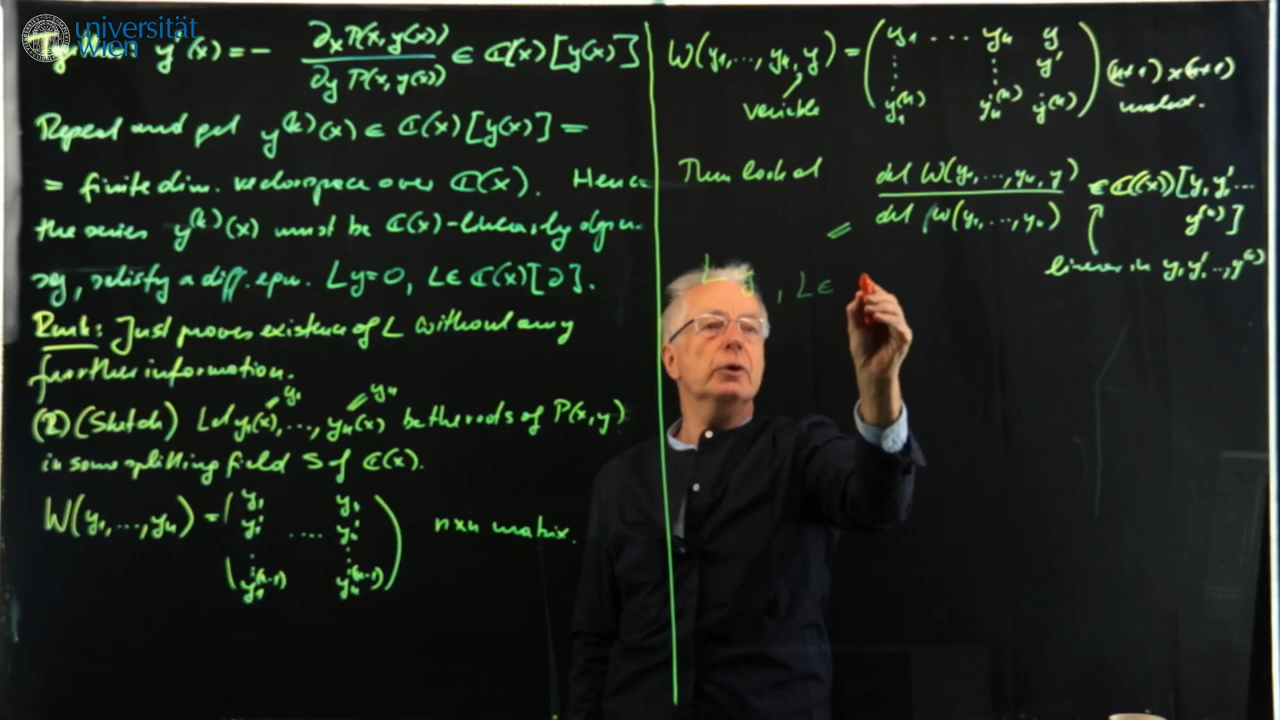 universität
wien
y'(x) = - ∂ₓP(x,y(x)) / ∂yP(x,y(x)) ∈ ℂ(x)[y(x)]
Repeat and get y^(k)(x) ∈ ℂ(x)[y(x)] =
= finite dim. vectorspace over ℂ(x). Hence
the series y^(k)(x) must be ℂ(x)-linearly
satisfy a diff. equ. Ly=0, L∈ ℂ(x)[∂].
Rmk: Just proves existence of L without any
further information.
y₁ yₙ
(2) (Sketch) Let y₁(x),..., yₙ(x) be the roots of P(x,y)
in some splitting field S of ℂ(x).
W(y₁,...,yₙ) = ( y₁ yₙ
y₁' .... yₙ'
⋮ ⋮
y₁^(n-1) yₙ^(n-1) ) n×n matrix.
W(y₁,..., yₙ, y) = ( y₁ ... yₙ y
⋮ ⋮ y'
y₁^(n) yₙ^(n) y^(n) ) (n+1)×(n+1)
variable
matrix.
Then look at det W(y₁,...,yₙ,y) / det W(y₁,...,yₙ) ∈ ℂ((x))[y,y',...
y^(n)]
=
linear in y,y',..,y^(n)
L y , L∈